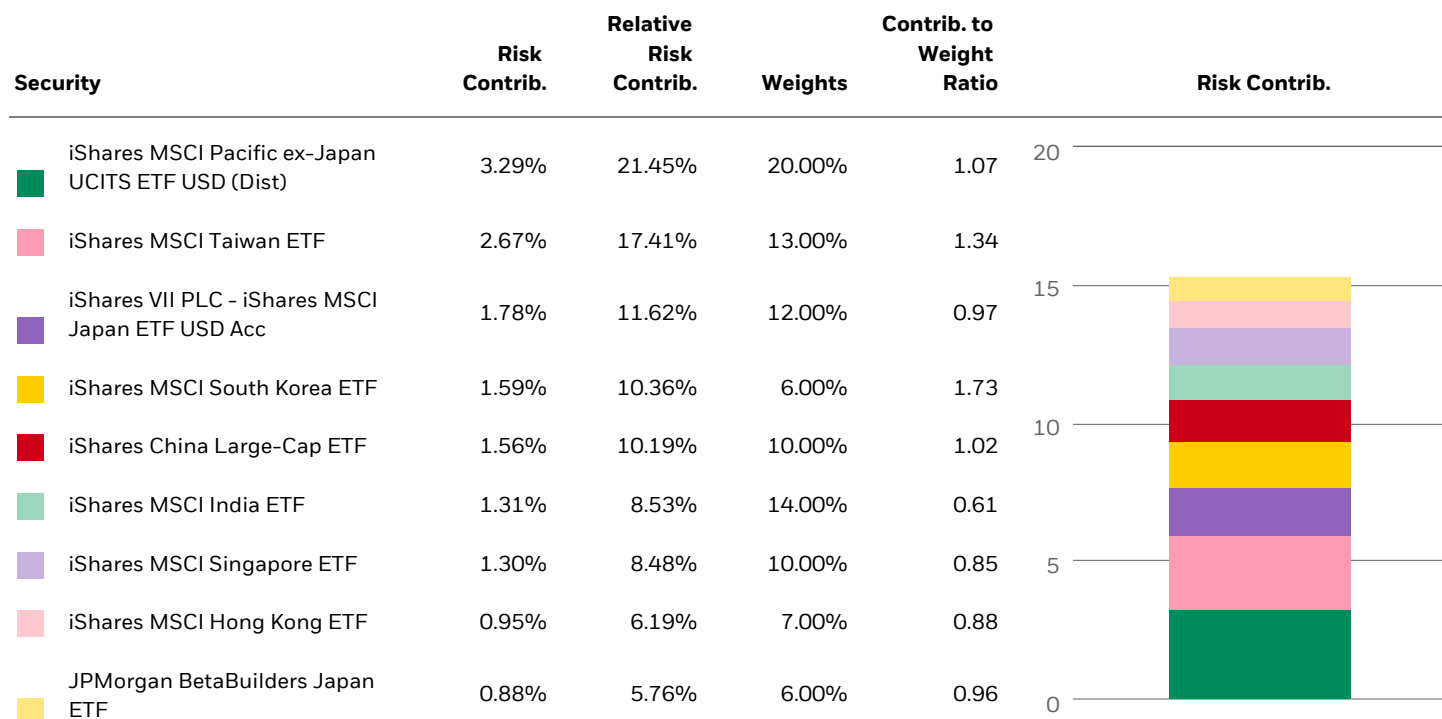 Security Risk Contrib. Relative Risk Contrib. Weights Contrib. to Weight Ratio Risk Contrib.
iShares MSCI Pacific ex-Japan
UCITS ETF USD (Dist) 3.29% 21.45% 20.00% 1.07
iShares MSCI Taiwan ETF 2.67% 17.41% 13.00% 1.34
iShares VII PLC - iShares MSCI
Japan ETF USD Acc 1.78% 11.62% 12.00% 0.97
iShares MSCI South Korea ETF 1.59% 10.36% 6.00% 1.73
iShares China Large-Cap ETF 1.56% 10.19% 10.00% 1.02
iShares MSCI India ETF 1.31% 8.53% 14.00% 0.61
iShares MSCI Singapore ETF 1.30% 8.48% 10.00% 0.85
iShares MSCI Hong Kong ETF 0.95% 6.19% 7.00% 0.88
JPMorgan BetaBuilders Japan
ETF 0.88% 5.76% 6.00% 0.96
20
15
10
5
0